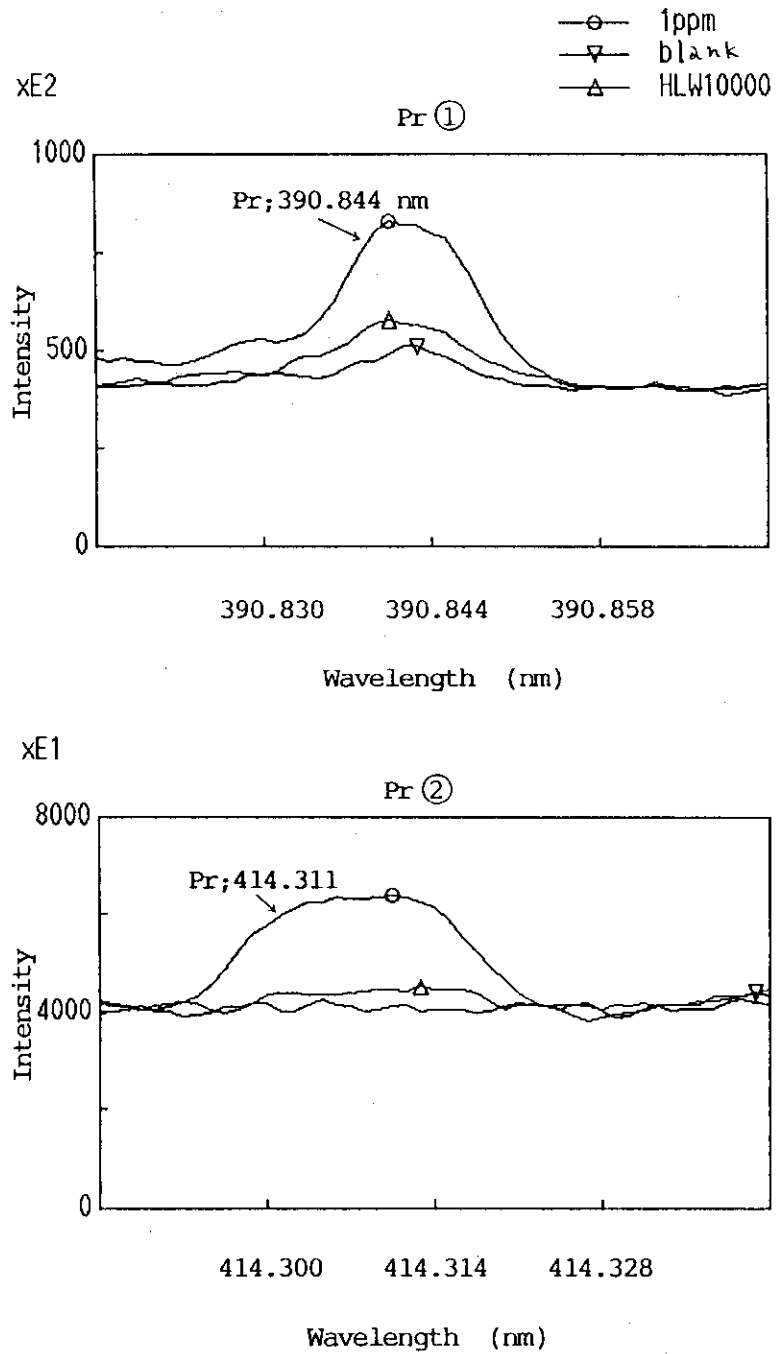 1ppm
blank
HLW10000
xE2
Pr ①
1000
Pr;390.844 nm
500
Intensity
0
390.830 390.844 390.858
Wavelength (nm)
xE1
Pr ②
8000
Pr;414.311
4000
Intensity
0
414.300 414.314 414.328
Wavelength (nm)